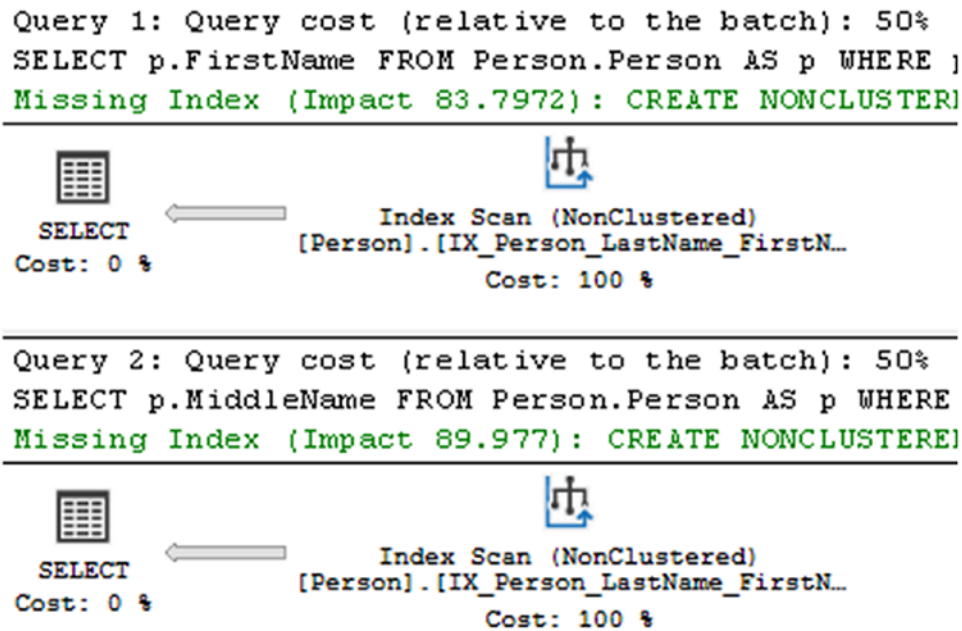 Query 1: Query cost (relative to the batch): 50%
SELECT p.FirstName FROM Person.Person AS p WHERE
Missing Index (Impact 83.7972): CREATE NONCLUSTER
Index Scan (NonClustered)
[Person].[IX_Person_LastName_FirstN…
Cost: 100 %
SELECT
Cost: 0 %
Query 2: Query cost (relative to the batch): 50%
SELECT p.MiddleName FROM Person.Person AS p WHERE
Missing Index (Impact 89.977): CREATE NONCLUSTERE
Index Scan (NonClustered)
[Person].[IX_Person_LastName_FirstN…
Cost: 100 %
SELECT
Cost: 0 %